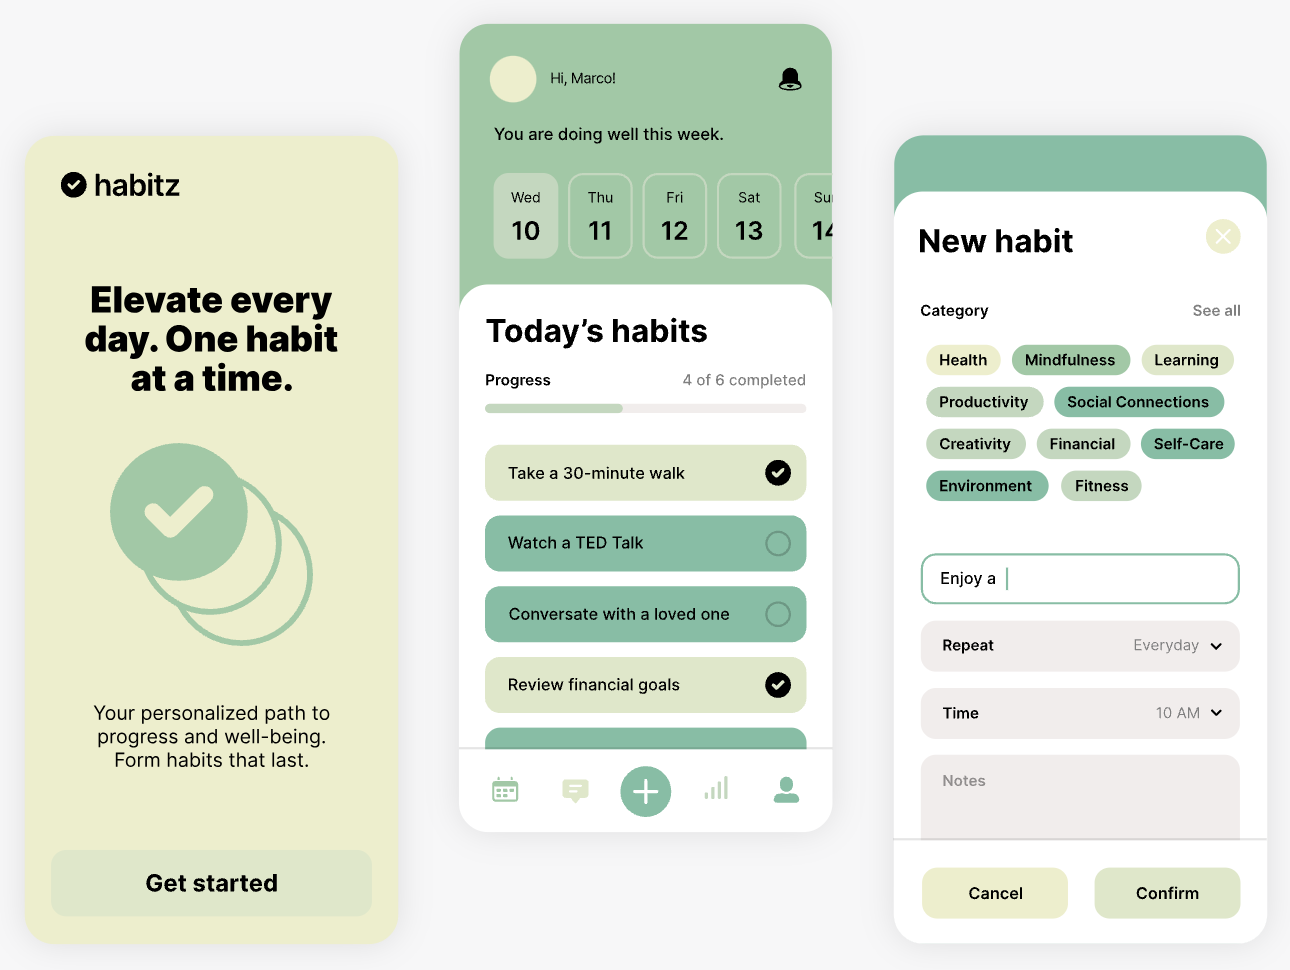 habitz
Elevate every
day. One habit
at a time.
Your personalized path to
progress and well-being.
Form habits that last.
Get started
Hi, Marco!
You are doing well this week.
Wed Thu Fri Sat Sun
10 11 12 13 14
Today’s habits
Progress 4 of 6 completed
Take a 30-minute walk
Watch a TED Talk
Conversate with a loved one
Review financial goals
New habit
Category See all
Health Mindfulness Learning
Productivity Social Connections
Creativity Financial Self-Care
Environment Fitness
Enjoy a
Repeat Everyday
Time 10 AM
Notes
Cancel Confirm